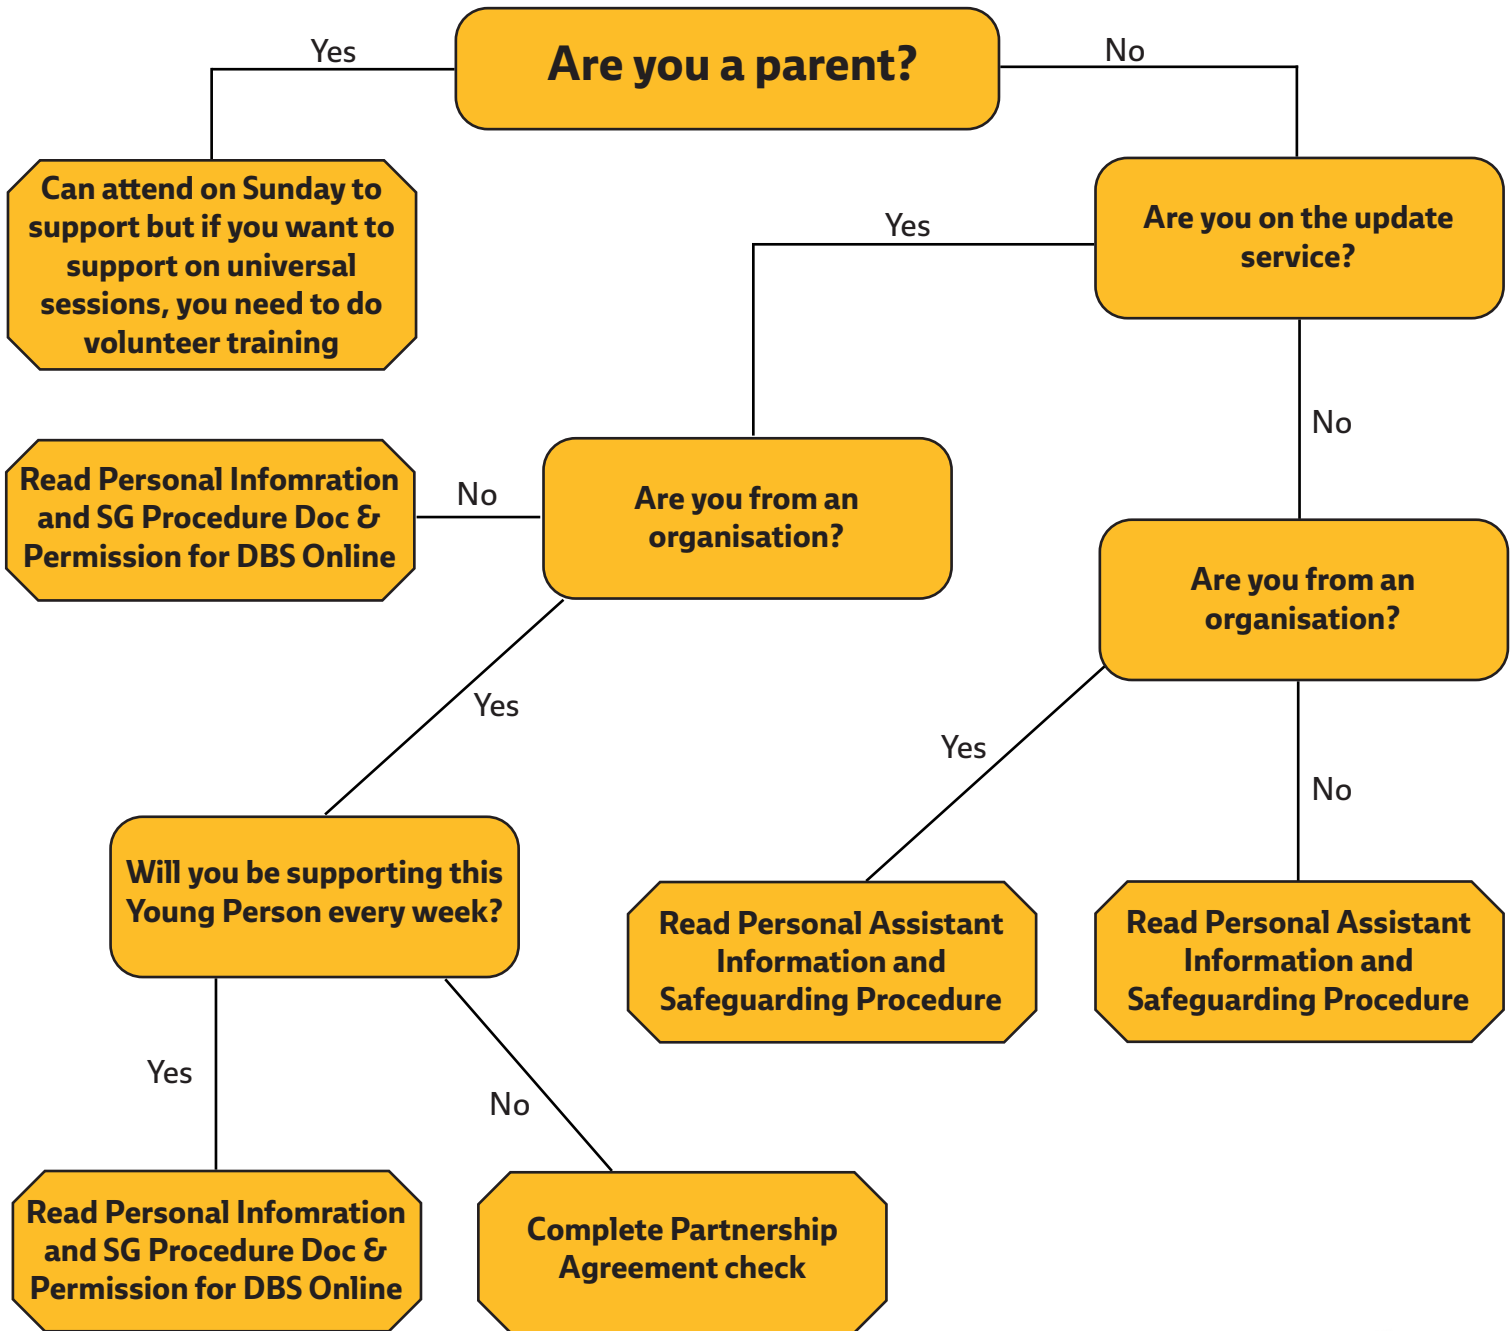 Are you a parent?
Yes
No
Can attend on Sunday to
support but if you want to
support on universal
sessions, you need to do
volunteer training
Are you on the update
service?
Yes
No
Read Personal Infomration
and SG Procedure Doc &
Permission for DBS Online
No
Are you from an
organisation?
Are you from an
organisation?
Yes
Yes
No
Will you be supporting this
Young Person every week?
Read Personal Assistant
Information and
Safeguarding Procedure
Read Personal Assistant
Information and
Safeguarding Procedure
Yes
No
Read Personal Infomration
and SG Procedure Doc &
Permission for DBS Online
Complete Partnership
Agreement check